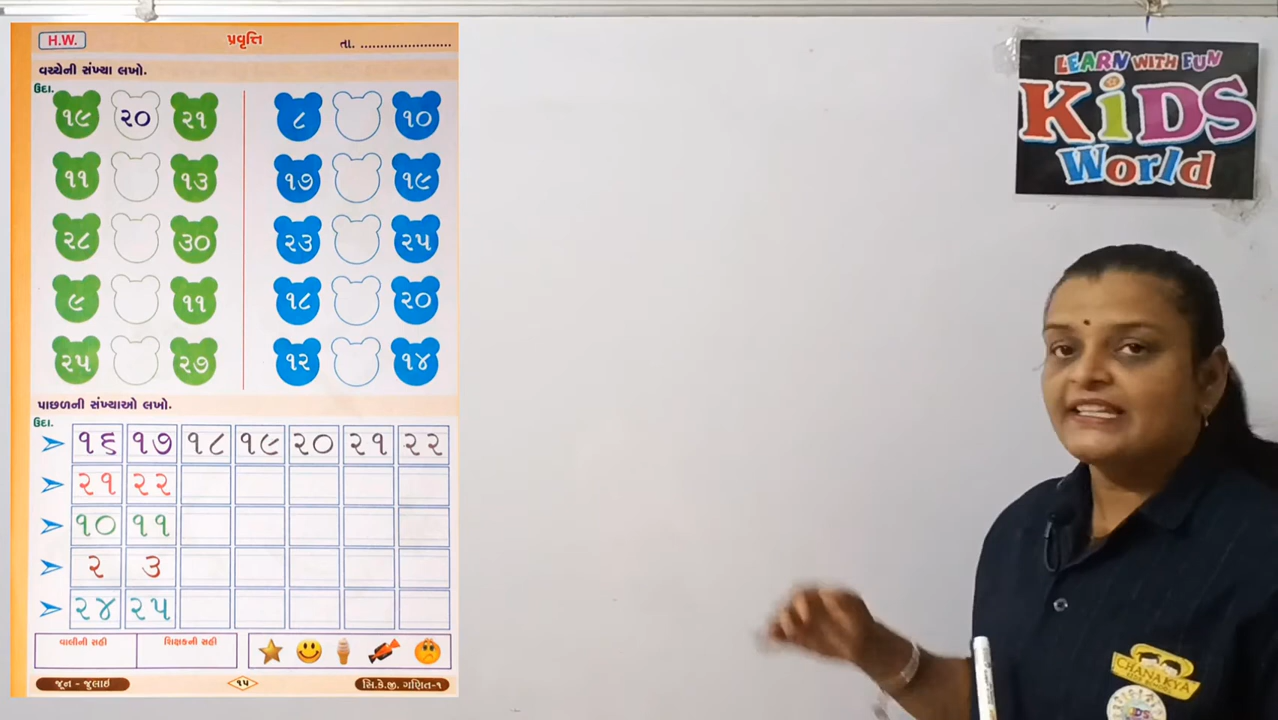 H.W.
પ્રવૃત્તિ
તા. ........................
વચ્ચેની સંખ્યા લખો.
ઉદા.
૧૯ ૨૦ ૨૧
૮ ૧૦
૧૧ ૧૩
૧૭ ૧૯
૨૮ ૩૦
૨૩ ૨૫
૯ ૧૧
૧૮ ૨૦
૨૫ ૨૭
૧૨ ૧૪
પાછળની સંખ્યાઓ લખો.
ઉદા.
૧૬ ૧૭ ૧૮ ૧૯ ૨૦ ૨૧ ૨૨
૨૧ ૨૨
૧૦ ૧૧
૨ ૩
૨૪ ૨૫
વાલીની સહી
શિક્ષકની સહી
જૂન - જુલાઇ
૧૫
સિ.કે.જી. ગણિત-૧
LEARN WITH FUN
KiDS
World
CHANAKYA
KIDS